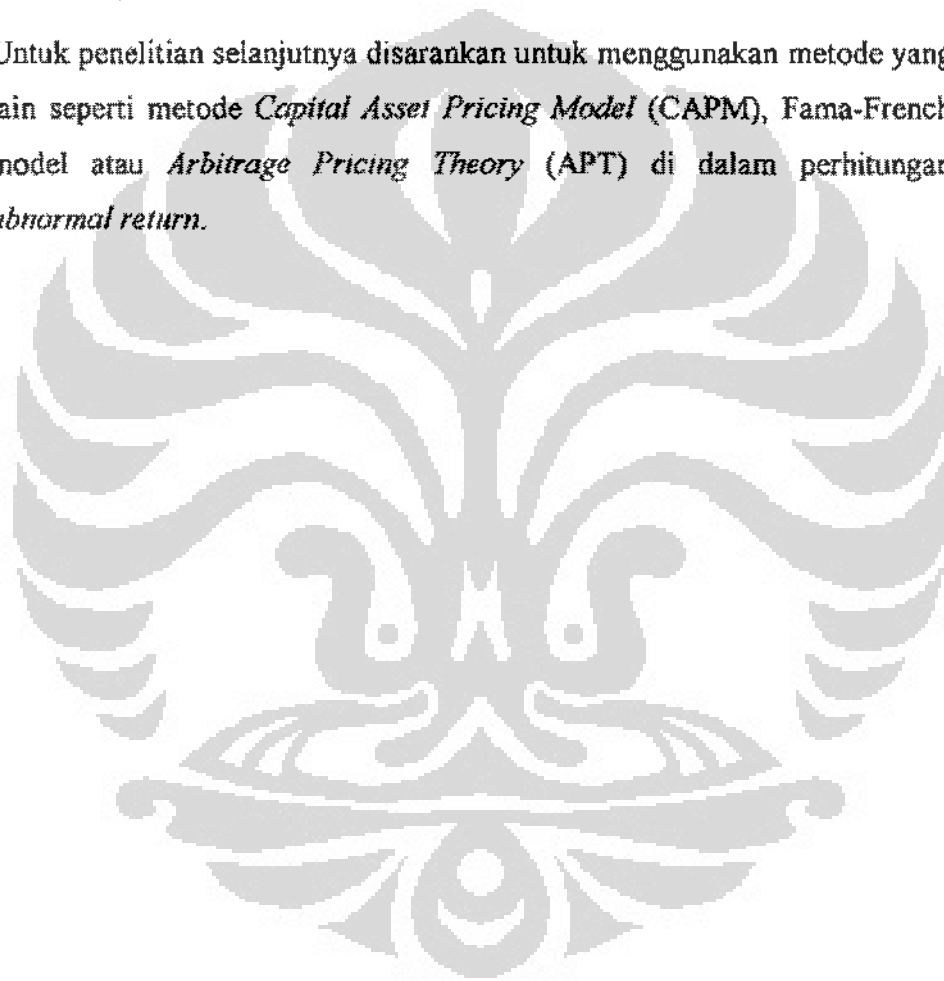 Untuk penelitian selanjutnya disarankan untuk menggunakan metode yang
ain seperti metode Capital Asset Pricing Model (CAPM), Fama-French
model atau Arbitrage Pricing Theory (APT) di dalam perhitungan
abnormal return.